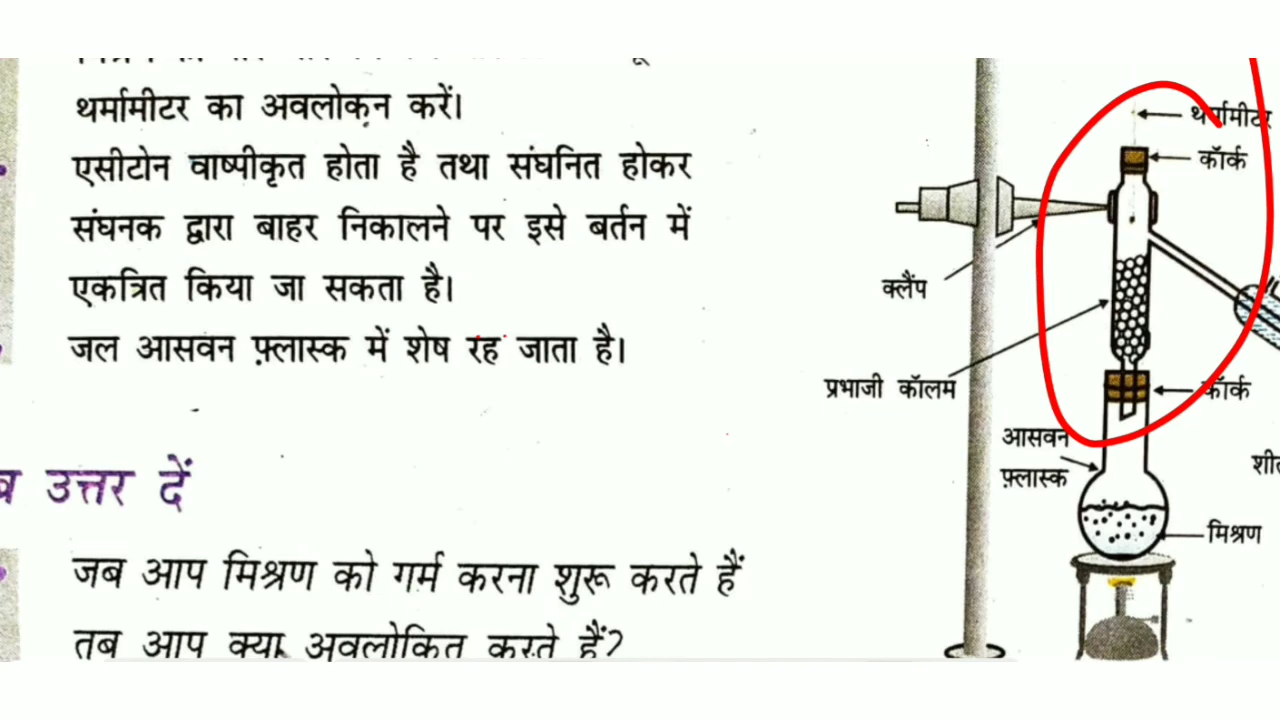 थर्मामीटर का अवलोकन करें।
एसीटोन वाष्पीकृत होता है तथा संघनित होकर
संघनक द्वारा बाहर निकालने पर इसे बर्तन में
एकत्रित किया जा सकता है।
जल आसवन फ़्लास्क में शेष रह जाता है।
उत्तर दें
जब आप मिश्रण को गर्म करना शुरू करते हैं
तब आप क्या अवलोकित करते हैं?
थर्मामीटर
कॉर्क
क्लैंप
प्रभाजी कॉलम
कॉर्क
आसवन
फ़्लास्क
मिश्रण